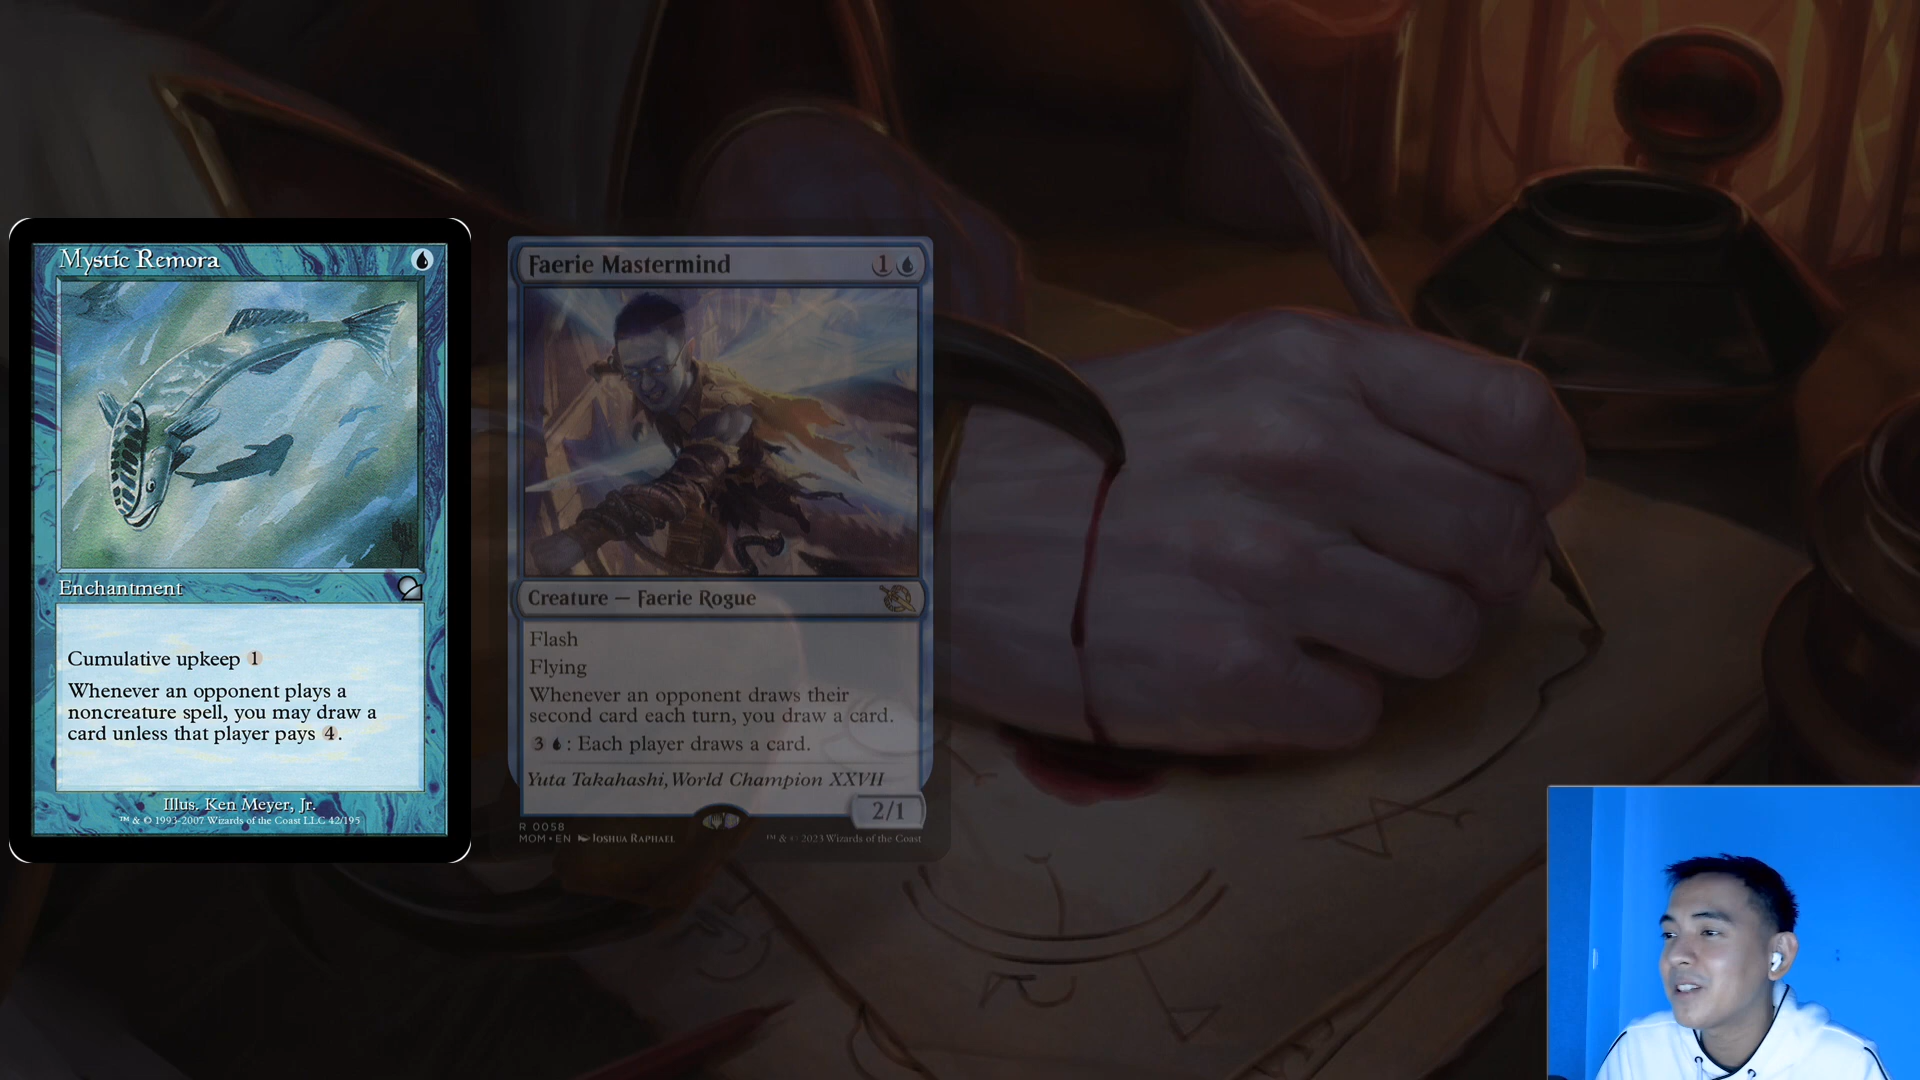 Mystic Remora
Enchantment
Cumulative upkeep 1
Whenever an opponent plays a
noncreature spell, you may draw a
card unless that player pays 4.
Illus. Ken Meyer, Jr.
™ & © 1993-2007 Wizards of the Coast LLC 42/195
Faerie Mastermind 1
Creature — Faerie Rogue
Flash
Flying
Whenever an opponent draws their
second card each turn, you draw a card.
3 : Each player draws a card.
Yuta Takahashi, World Champion XXVII
2/1
R 0058
MOM • EN Joshua Raphael
™ & © 2023 Wizards of the Coast